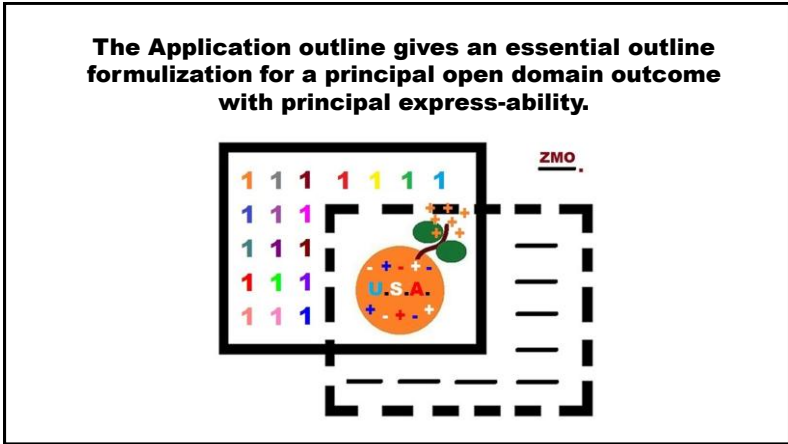 The Application outline gives an essential outline
formulization for a principal open domain outcome
with principal express-ability.
ZMO.
1 1 1 1 1 1 1
1 1 1
1 1 1
- + - + -
U.S.A.
1 1 1
+ - + - +
1 1 1